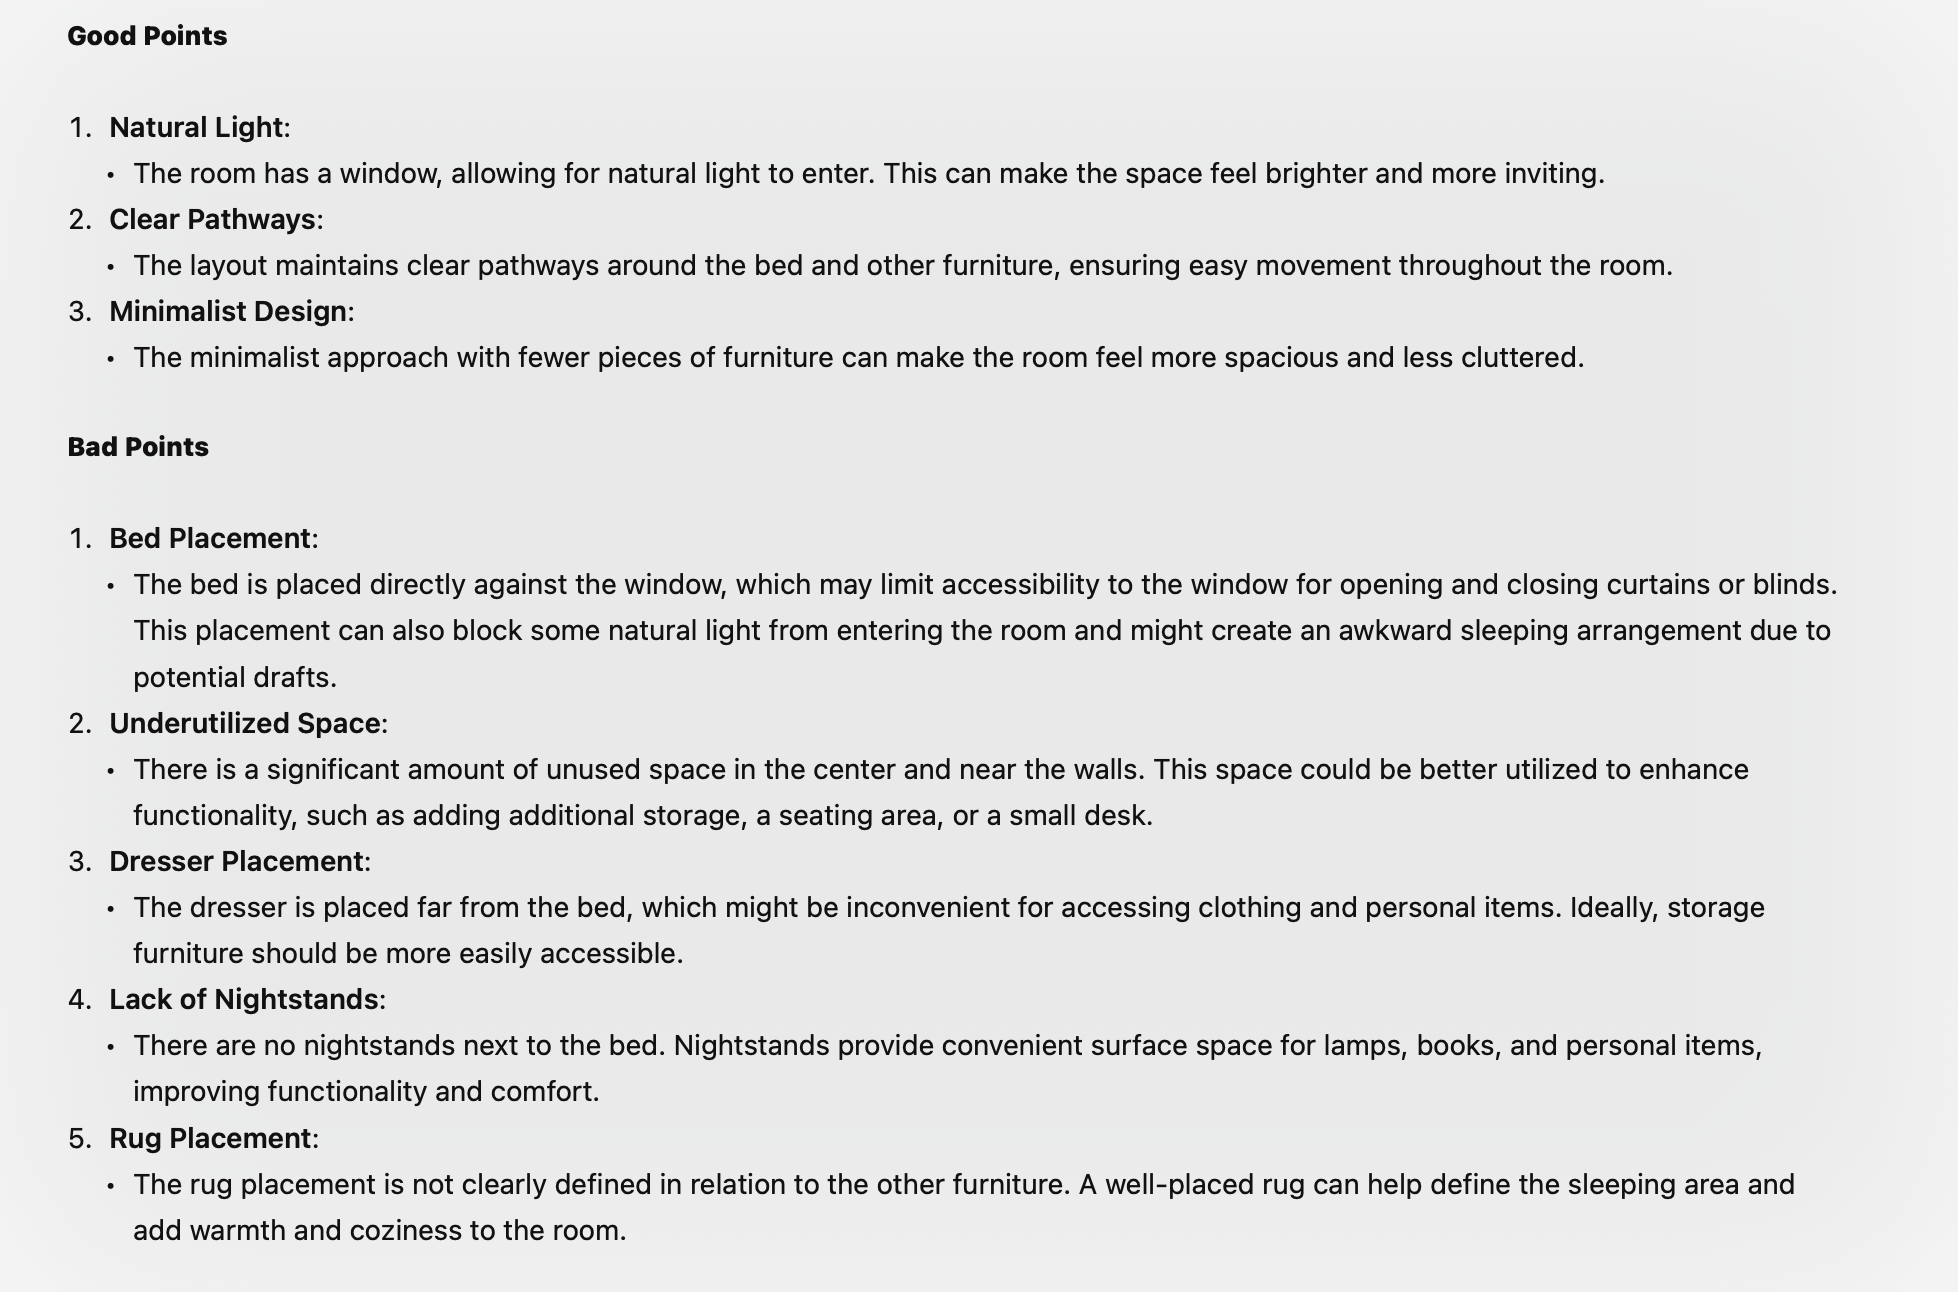 Good Points
1. Natural Light:
• The room has a window, allowing for natural light to enter. This can make the space feel brighter and more inviting.
2. Clear Pathways:
• The layout maintains clear pathways around the bed and other furniture, ensuring easy movement throughout the room.
3. Minimalist Design:
• The minimalist approach with fewer pieces of furniture can make the room feel more spacious and less cluttered.
Bad Points
1. Bed Placement:
• The bed is placed directly against the window, which may limit accessibility to the window for opening and closing curtains or blinds.
This placement can also block some natural light from entering the room and might create an awkward sleeping arrangement due to
potential drafts.
2. Underutilized Space:
• There is a significant amount of unused space in the center and near the walls. This space could be better utilized to enhance
functionality, such as adding additional storage, a seating area, or a small desk.
3. Dresser Placement:
• The dresser is placed far from the bed, which might be inconvenient for accessing clothing and personal items. Ideally, storage
furniture should be more easily accessible.
4. Lack of Nightstands:
• There are no nightstands next to the bed. Nightstands provide convenient surface space for lamps, books, and personal items,
improving functionality and comfort.
5. Rug Placement:
• The rug placement is not clearly defined in relation to the other furniture. A well-placed rug can help define the sleeping area and
add warmth and coziness to the room.